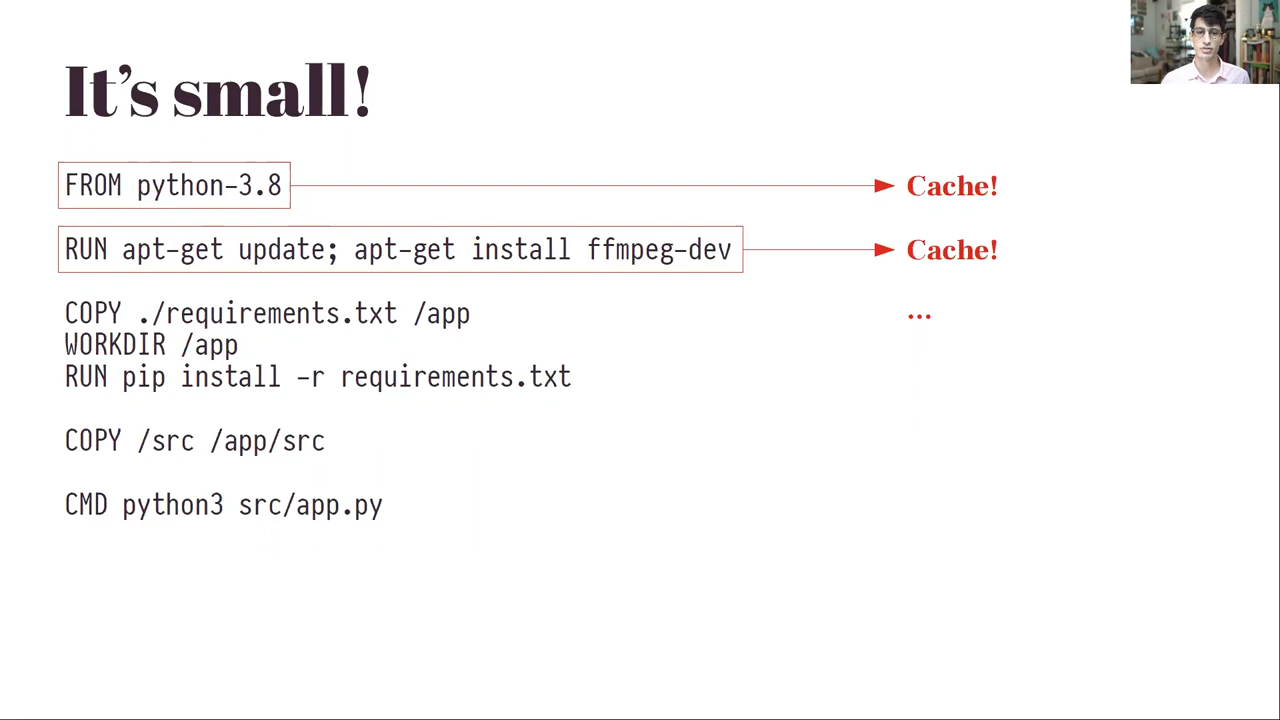 It's small!
FROM python-3.8
Cache!
RUN apt-get update; apt-get install ffmpeg-dev
Cache!
COPY ./requirements.txt /app
...
WORKDIR /app
RUN pip install -r requirements.txt
COPY /src /app/src
CMD python3 src/app.py